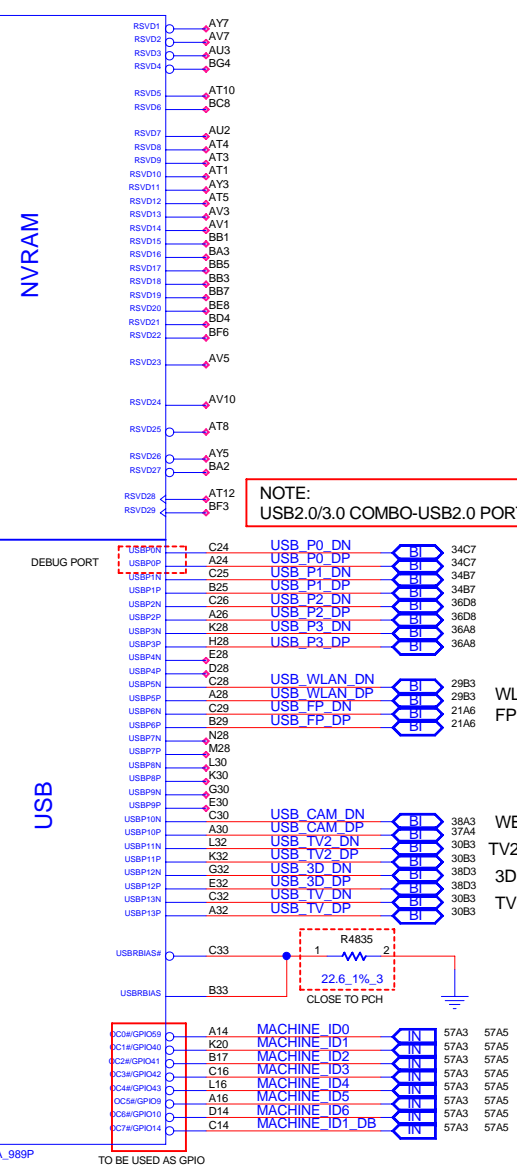 NVRAM
RSVD1 AY7
RSVD2 AV7
RSVD3 AU3
RSVD4 BG4
RSVD5 AT10
RSVD6 BC8
RSVD7 AU2
RSVD8 AT4
RSVD9 AT3
RSVD10 AT1
RSVD11 AY3
RSVD12 AT5
RSVD13 AV3
RSVD14 AV1
RSVD15 BB1
RSVD16 BA3
RSVD17 BB5
RSVD18 BB3
RSVD19 BB7
RSVD20 BE8
RSVD21 BD4
RSVD22 BF6
RSVD23 AV5
RSVD24 AV10
RSVD25 AT8
RSVD26 AY5
RSVD27 BA2
RSVD28 AT12
RSVD29 BF3
NOTE:
USB2.0/3.0 COMBO-USB2.0 POR
USB
DEBUG PORT
USBP0N C24 USB_P0_DN BI 34C7
USBP0P A24 USB_P0_DP BI 34C7
USBP1N C25 USB_P1_DN BI 34B7
USBP1P B25 USB_P1_DP BI 34B7
USBP2N C26 USB_P2_DN BI 36D8
USBP2P A26 USB_P2_DP BI 36D8
USBP3N K28 USB_P3_DN BI 36A8
USBP3P H28 USB_P3_DP BI 36A8
USBP4N E28
USBP4P D28
USBP5N C28 USB_WLAN_DN BI 29B3
USBP5P A28 USB_WLAN_DP BI 29B3 WL
USBP6N C29 USB_FP_DN BI 21A6
USBP6P B29 USB_FP_DP BI 21A6 FP
USBP7N N28
USBP7P M28
USBP8N L30
USBP8P K30
USBP9N G30
USBP9P E30
USBP10N C30 USB_CAM_DN BI 38A3 WE
USBP10P A30 USB_CAM_DP BI 37A4
USBP11N L32 USB_TV2_DN BI 30B3 TV2
USBP11P K32 USB_TV2_DP BI 30B3
USBP12N G32 USB_3D_DN BI 38D3 3D
USBP12P E32 USB_3D_DP BI 38D3
USBP13N C32 USB_TV_DN BI 30B3 TV
USBP13P A32 USB_TV_DP BI 30B3
USBRBIAS# C33
R4835
1 2
22.6_1%_3
CLOSE TO PCH
USBRBIAS B33
OC0#/GPIO59 A14 MACHINE_ID0 IN 57A3 57A5
OC1#/GPIO40 K20 MACHINE_ID1 IN 57A3 57A5
OC2#/GPIO41 B17 MACHINE_ID2 IN 57A3 57A5
OC3#/GPIO42 C16 MACHINE_ID3 IN 57A3 57A5
OC4#/GPIO43 L16 MACHINE_ID4 IN 57A3 57A5
OC5#/GPIO9 A16 MACHINE_ID5 IN 57A3 57A5
OC6#/GPIO10 D14 MACHINE_ID6 IN 57A3 57A5
OC7#/GPIO14 C14 MACHINE_ID1_DB IN 57A3 57A5
_989P
TO BE USED AS GPIO